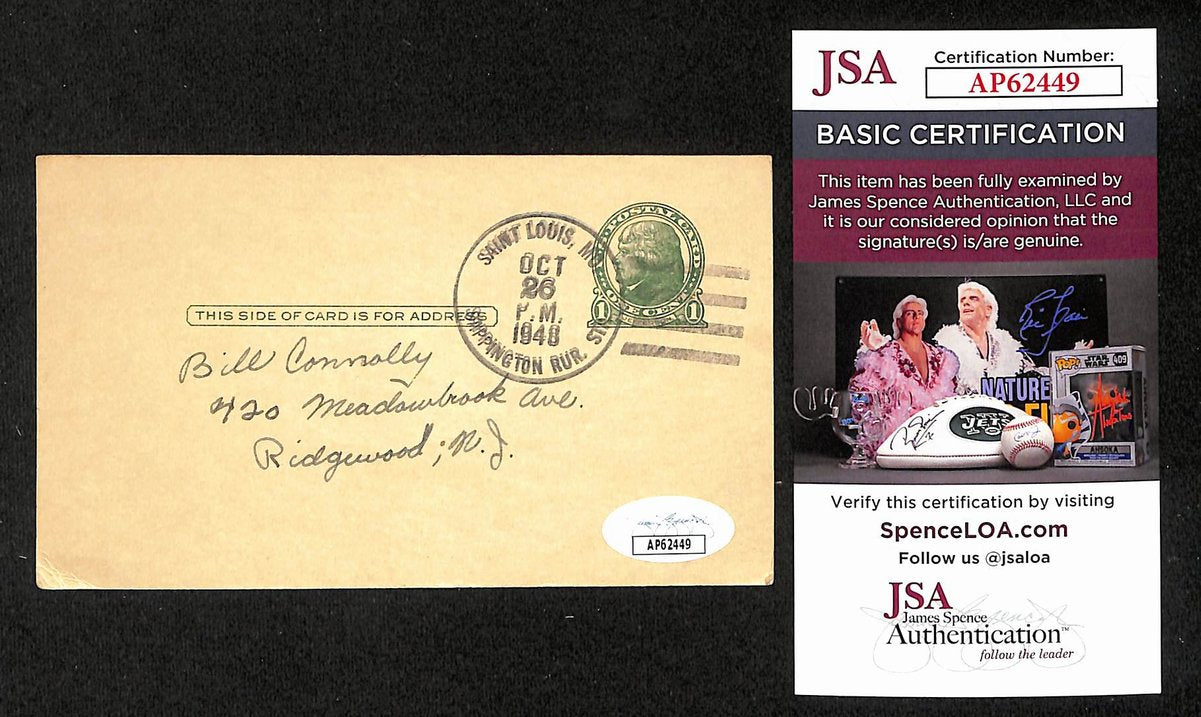 SAINT LOUIS,
OCT
26
P.M.
1948
RUR. STA
POSTAL CARD
1 ONE CENT 1
THIS SIDE OF CARD IS FOR ADDRESS
Bill Connolly
420 Meadowbrook Ave.
Ridgewood, N.J.
AP62449
JSA
Certification Number:
AP62449
BASIC CERTIFICATION
This item has been fully examined by
James Spence Authentication, LLC and
it is our considered opinion that the
signature(s) is/are genuine.
NATURE
JETS
POP!
STAR
WARS
409
AHSOKA
Verify this certification by visiting
SpenceLOA.com
Follow us @jsaloa
JSA
James Spence
Authentication™
follow the leader